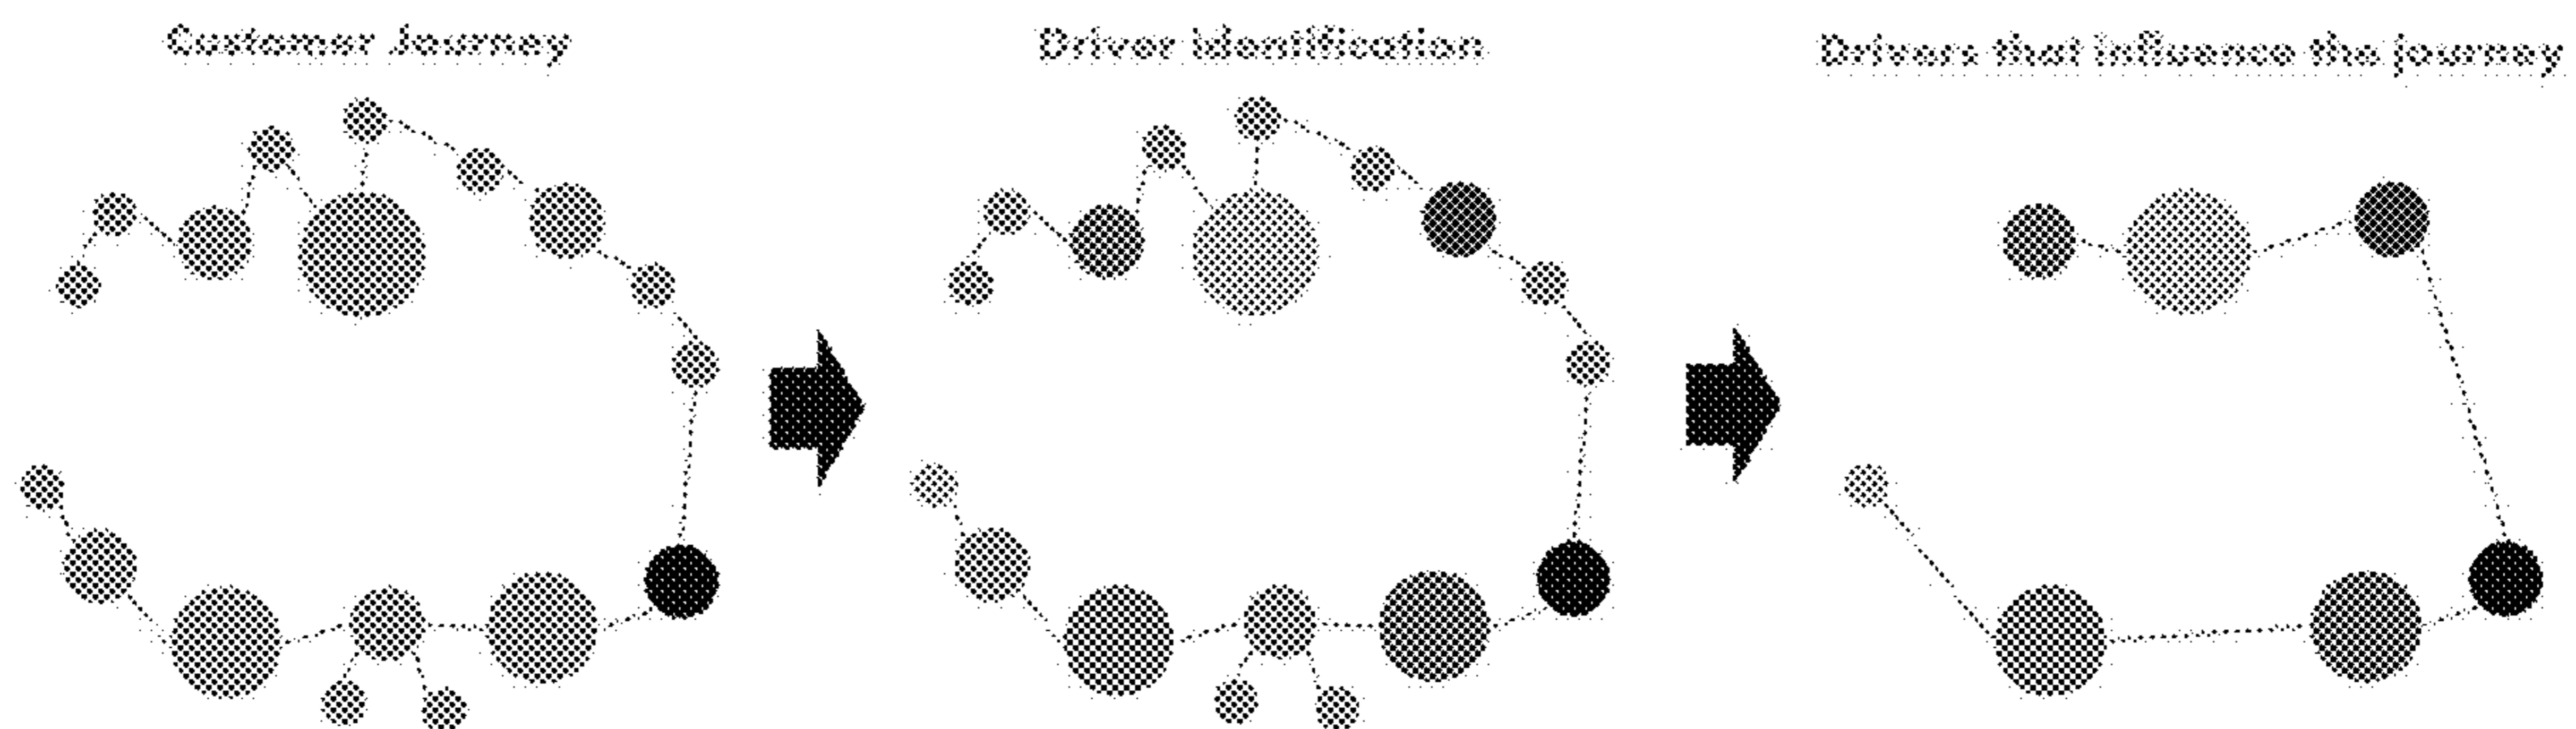 Customer Journey
Driver Identification
Drivers that influence the journey